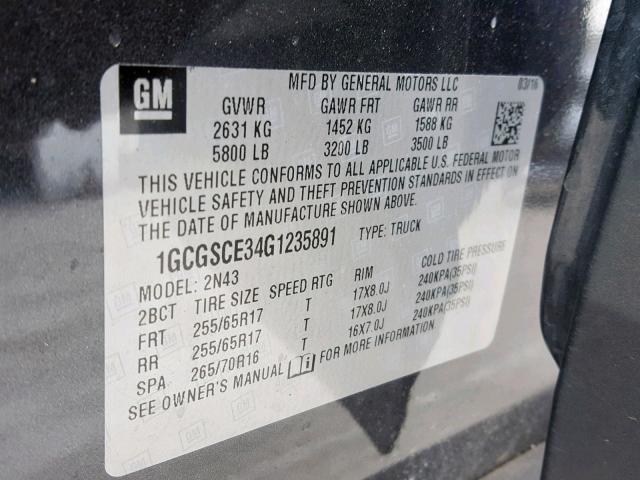 GM
MFD BY GENERAL MOTORS LLC 03/16
GVWR GAWR FRT GAWR RR
2631 KG 1452 KG 1588 KG
5800 LB 3200 LB 3500 LB
THIS VEHICLE CONFORMS TO ALL APPLICABLE U.S. FEDERAL MOTOR
VEHICLE SAFETY AND THEFT PREVENTION STANDARDS IN EFFECT ON
THE DATE OF MANUFACTURE SHOWN ABOVE.
1GCGSCE34G1235891 TYPE: TRUCK
MODEL: 2N43
2BCT TIRE SIZE SPEED RTG RIM COLD TIRE PRESSURE
FRT 255/65R17 T 17X8.0J 240KPA(35PSI)
RR 255/65R17 T 17X8.0J 240KPA(35PSI)
SPA 265/70R16 T 16X7.0J 240KPA(35PSI)
SEE OWNER'S MANUAL FOR MORE INFORMATION